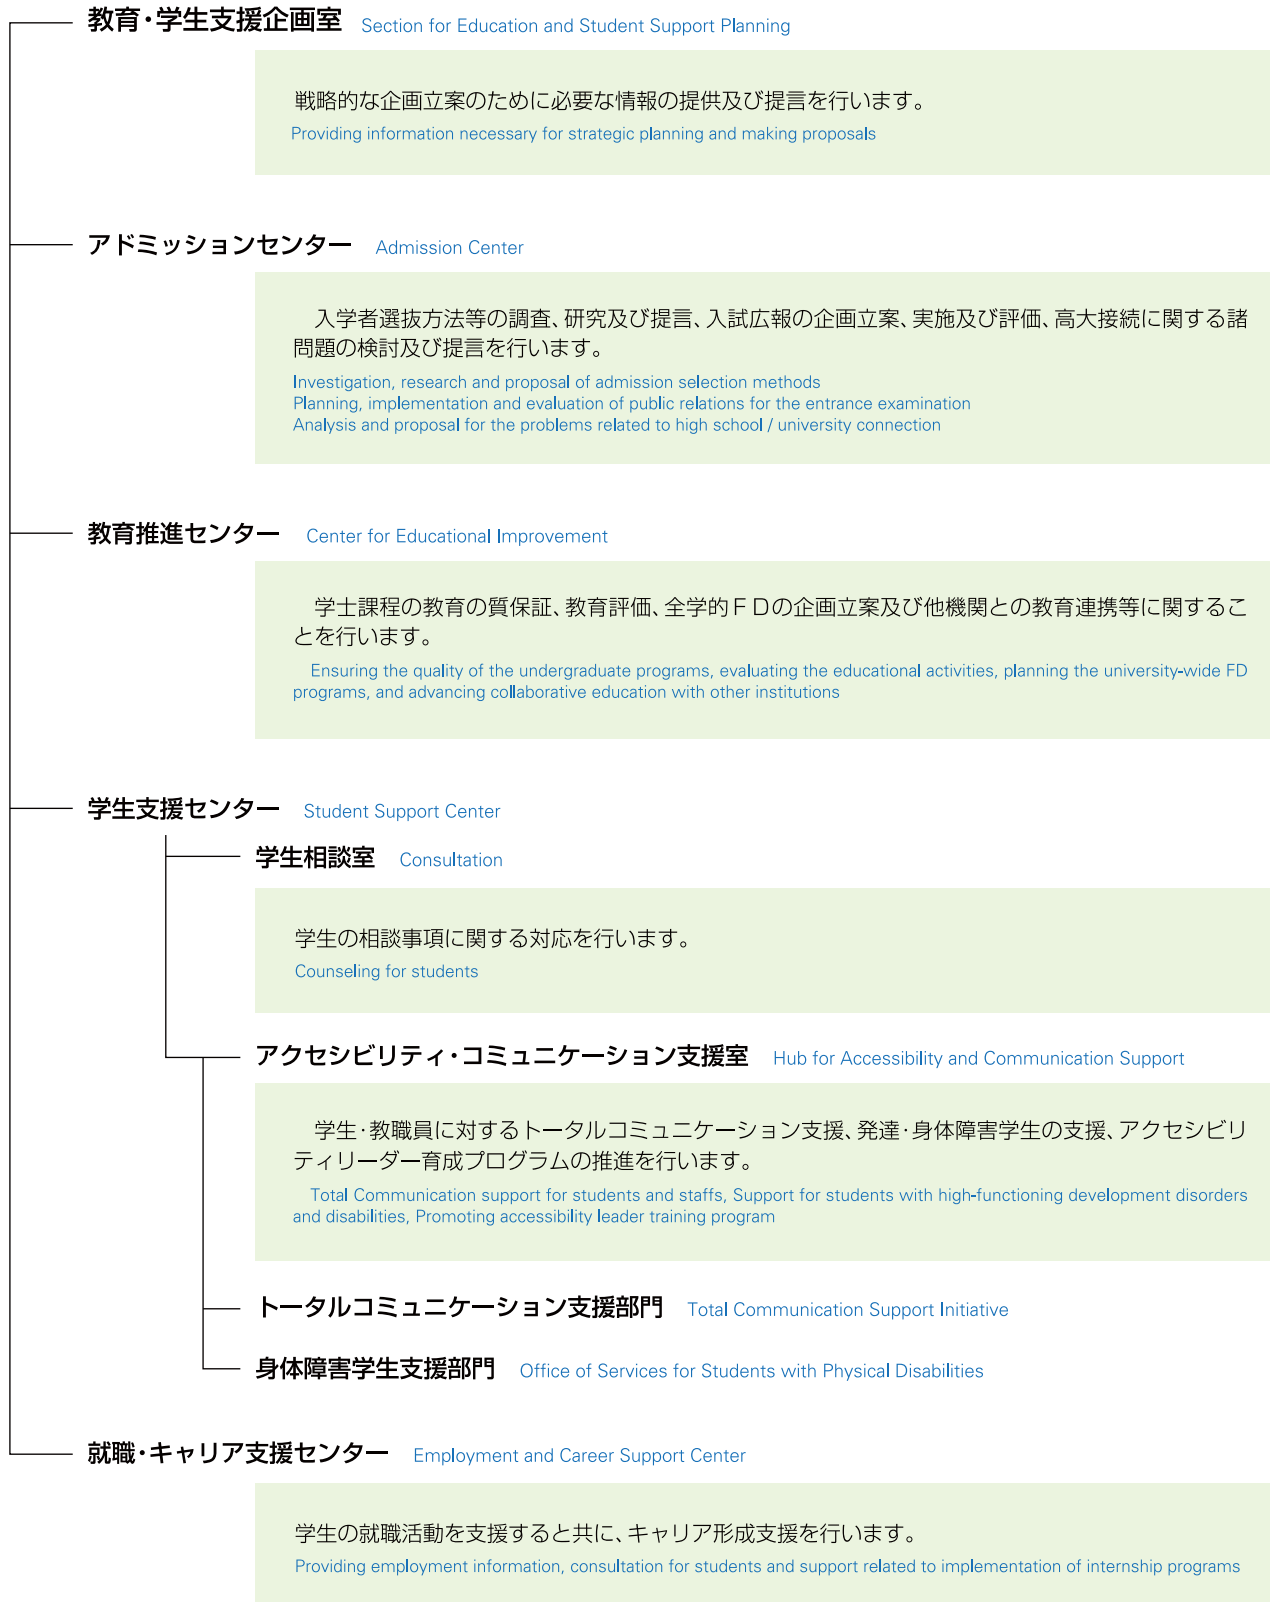 教育・学生支援企画室 Section for Education and Student Support Planning
戦略的な企画立案のために必要な情報の提供及び提言を行います。
Providing information necessary for strategic planning and making proposals
アドミッションセンター Admission Center
入学者選抜方法等の調査、研究及び提言、入試広報の企画立案、実施及び評価、高大接続に関する諸
問題の検討及び提言を行います。
Investigation, research and proposal of admission selection methods
Planning, implementation and evaluation of public relations for the entrance examination
Analysis and proposal for the problems related to high school / university connection
教育推進センター Center for Educational Improvement
学士課程の教育の質保証、教育評価、全学的ＦＤの企画立案及び他機関との教育連携等に関するこ
とを行います。
Ensuring the quality of the undergraduate programs, evaluating the educational activities, planning the university-wide FD
programs, and advancing collaborative education with other institutions
学生支援センター Student Support Center
学生相談室 Consultation
学生の相談事項に関する対応を行います。
Counseling for students
アクセシビリティ・コミュニケーション支援室 Hub for Accessibility and Communication Support
学生・教職員に対するトータルコミュニケーション支援、発達・身体障害学生の支援、アクセシビリ
ティリーダー育成プログラムの推進を行います。
Total Communication support for students and staffs, Support for students with high-functioning development disorders
and disabilities, Promoting accessibility leader training program
トータルコミュニケーション支援部門 Total Communication Support Initiative
身体障害学生支援部門 Office of Services for Students with Physical Disabilities
就職・キャリア支援センター Employment and Career Support Center
学生の就職活動を支援すると共に、キャリア形成支援を行います。
Providing employment information, consultation for students and support related to implementation of internship programs